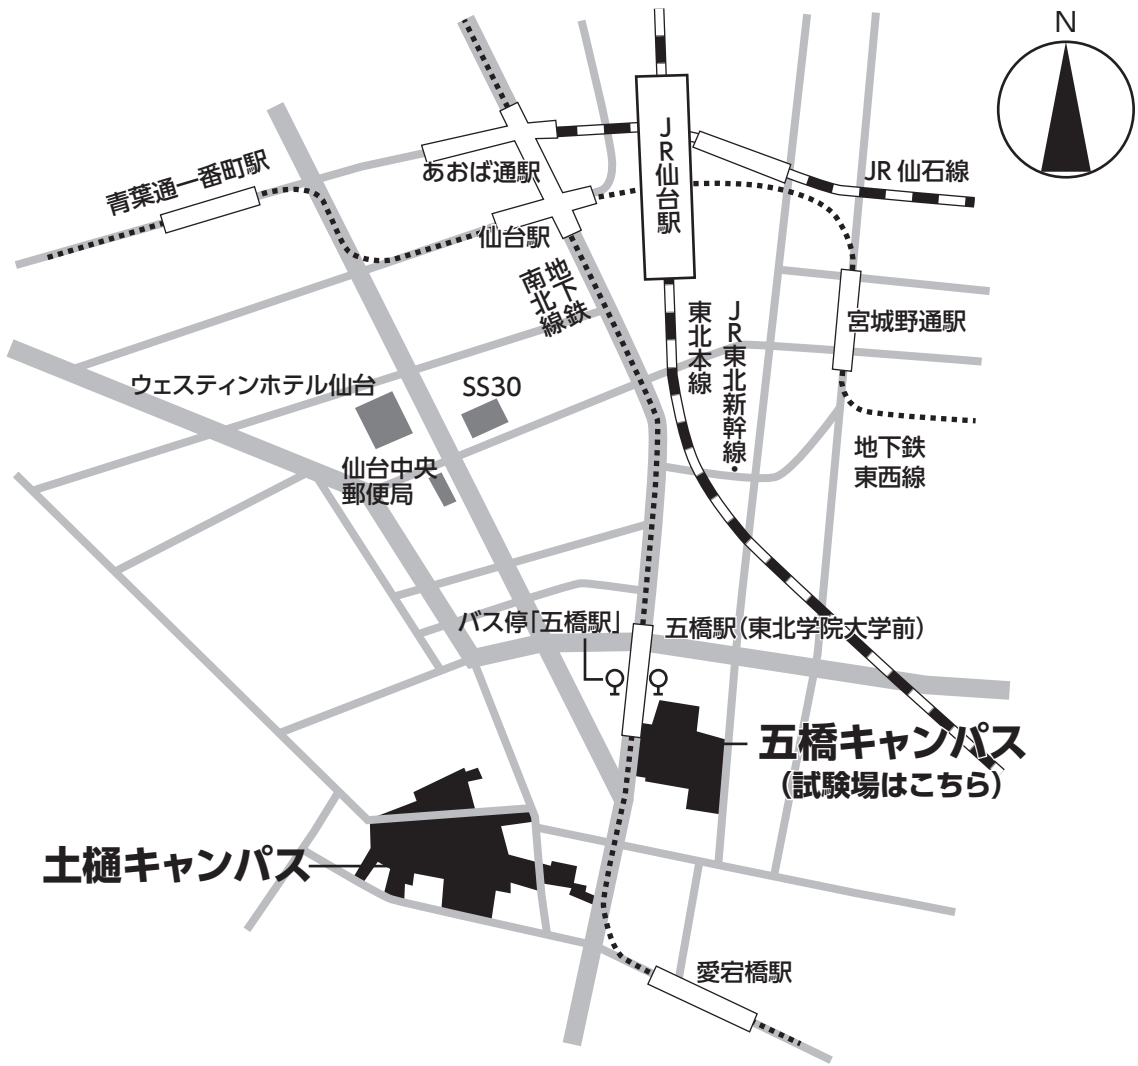 N
青葉通一番町駅
あおば通駅
JR仙台駅
JR 仙石線
仙台駅
地下鉄
南北線
東北本線
JR東北新幹線・
宮城野通駅
ウェスティンホテル仙台
SS30
地下鉄
東西線
仙台中央
郵便局
バス停「五橋駅」
五橋駅(東北学院大学前)
五橋キャンパス
(試験場はこちら)
土樋キャンパス
愛宕橋駅